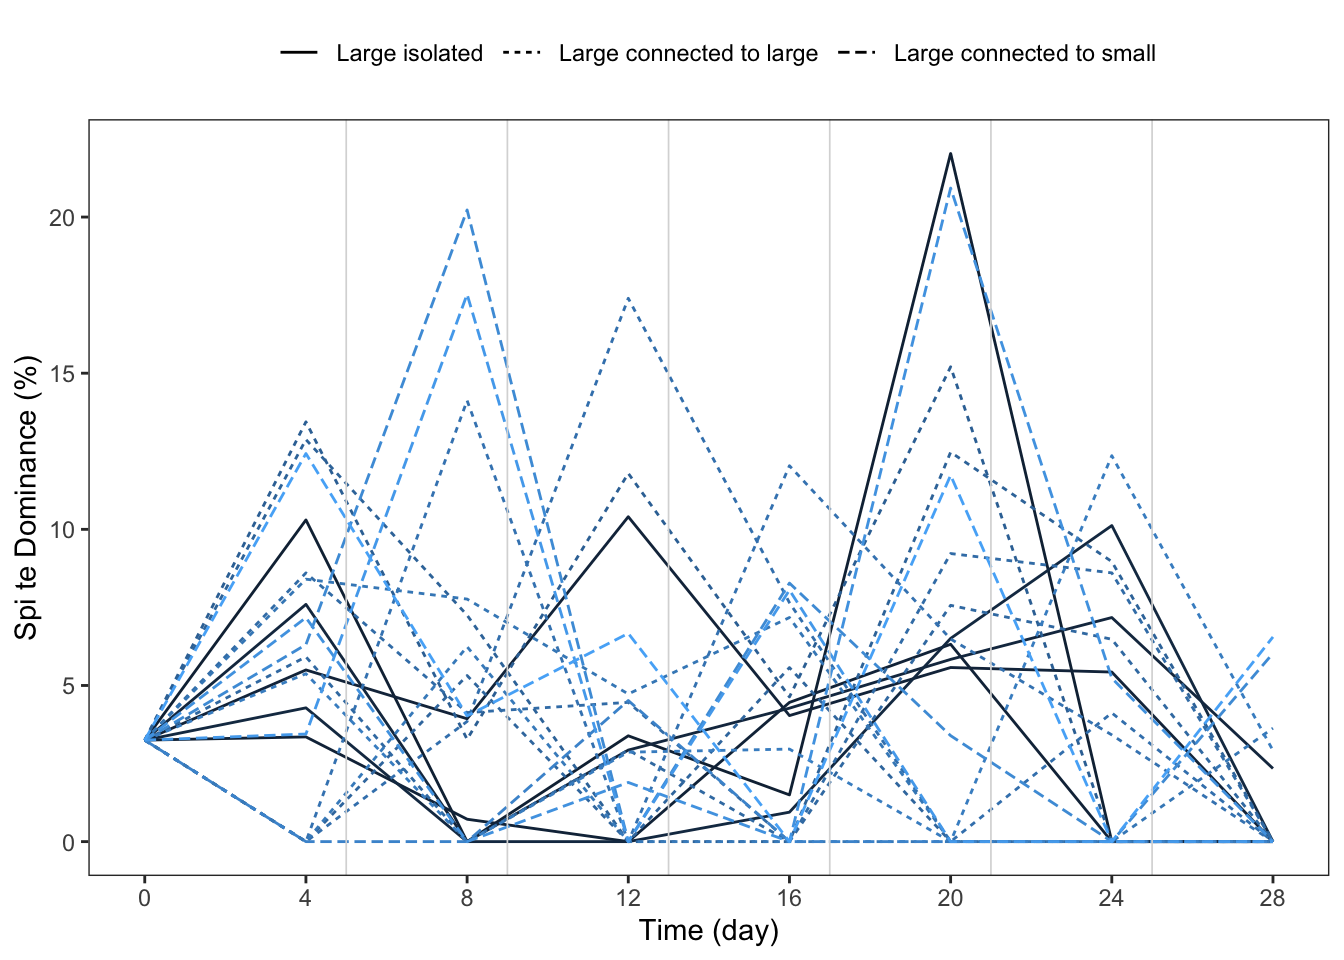 Large isolated Large connected to large Large connected to small
Spi te Dominance (%)
20
15
10
5
0
0 4 8 12 16 20 24 28
Time (day)